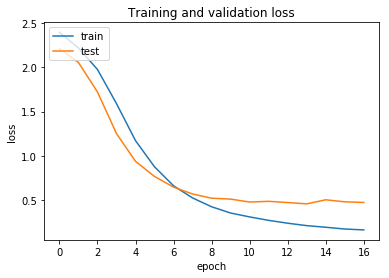 Training and validation loss
train
test
2.5
2.0
1.5
1.0
0.5
loss
0 2 4 6 8 10 12 14 16
epoch